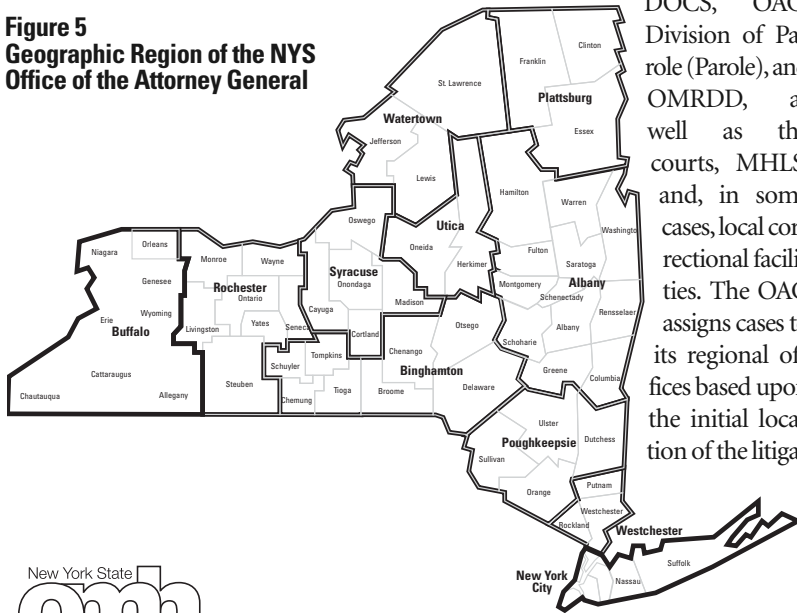 Figure 5
Geographic Region of the NYS
Office of the Attorney General
Clinton
Franklin
St. Lawrence
Plattsburg
Watertown
Essex
Jefferson
Lewis
Hamilton
Warren
Oswego
Utica
Washingto
Oneida
Orleans
Niagara
Monroe
Wayne
Fulton
Saratoga
Herkimer
Syracuse
Onondaga
Genesee
Rochester
Ontario
Montgomery
Albany
Schenectady
Madison
Cayuga
Rensselaer
Wyoming
Erie
Buffalo
Livingston
Yates
Seneca
Cortland
Otsego
Albany
Schoharie
Tompkins
Chenango
Schuyler
Binghamton
Greene
Columbia
Cattaraugus
Chautauqua
Allegany
Steuben
Chemung
Tioga
Broome
Delaware
Ulster
Poughkeepsie
Dutchess
Sullivan
Orange
Putnam
Westchester
Rockland
Westchester
Suffolk
Nassau
New York
City
DOCS, OAG
Division of Pa
role (Parole), and
OMRDD, a
well as th
courts, MHLS
and, in som
cases, local cor
rectional facili
ties. The OAG
assigns cases t
its regional of
fices based upon
the initial loca
tion of the litiga
New York State
omh